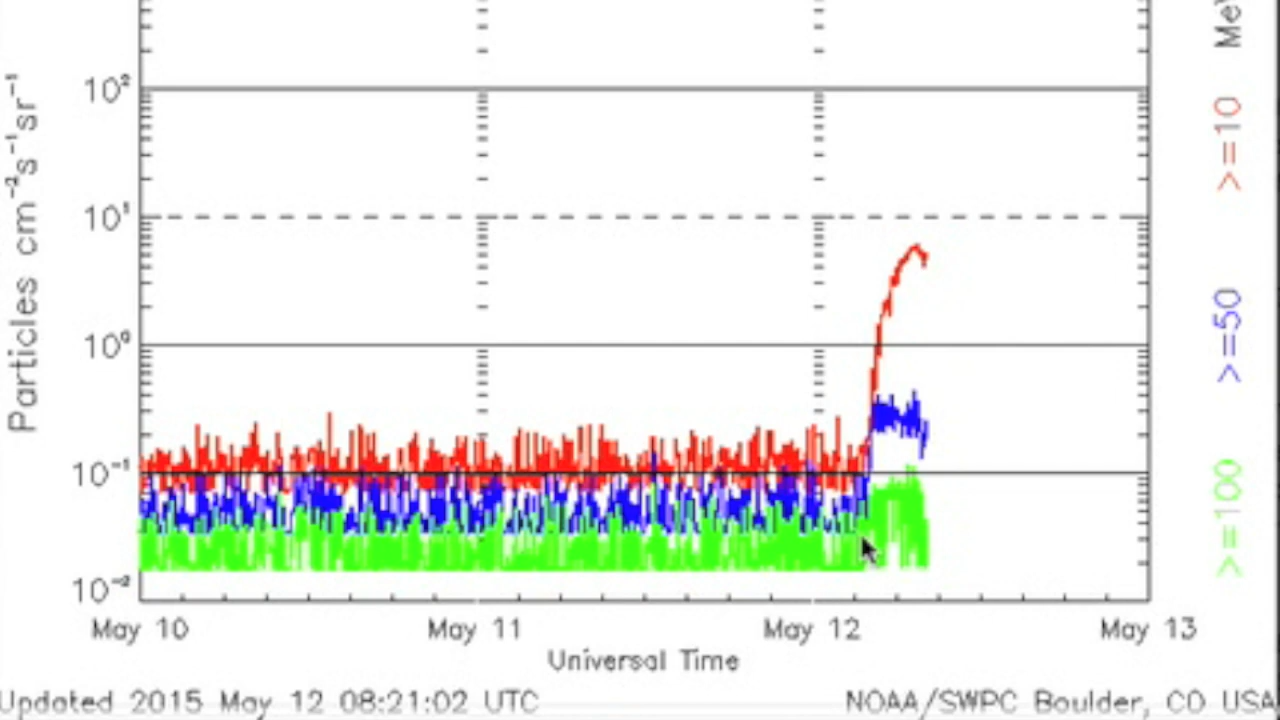 Particles cm⁻²s⁻¹sr⁻¹
10²
10¹
10⁰
10⁻¹
10⁻²
May 10
May 11
May 12
May 13
Universal Time
Updated 2015 May 12 08:21:02 UTC
NOAA/SWPC Boulder, CO USA
>=10 MeV
>=50
>=100